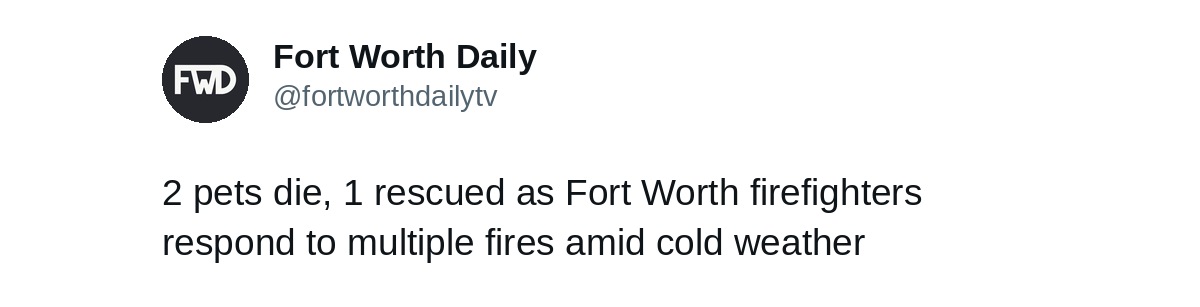 FWD
Fort Worth Daily
@fortworthdailytv
2 pets die, 1 rescued as Fort Worth firefighters
respond to multiple fires amid cold weather